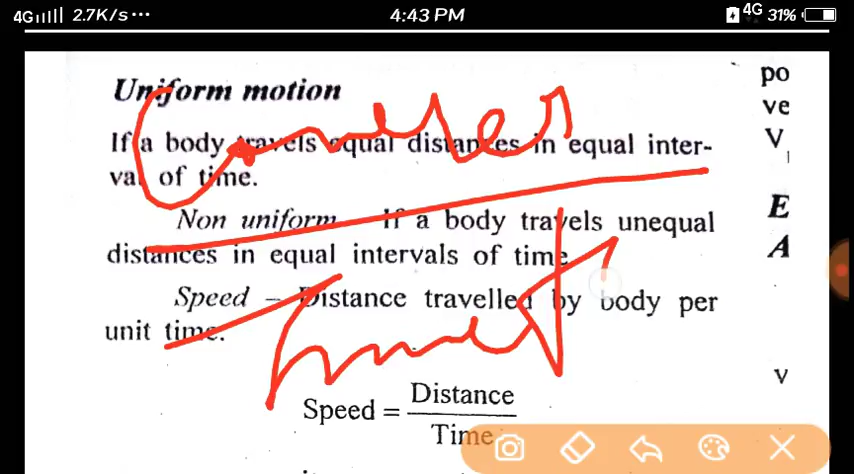 4G 2.7K/s... 4:43 PM 4G 31%
Uniform motion
If a body travels equal distances in equal inter-
val of time.
Non uniform If a body travels unequal
distances in equal intervals of time
Speed – Distance travelled by body per
unit time.
Speed = Distance
Time
po
ve
V
E
A
v